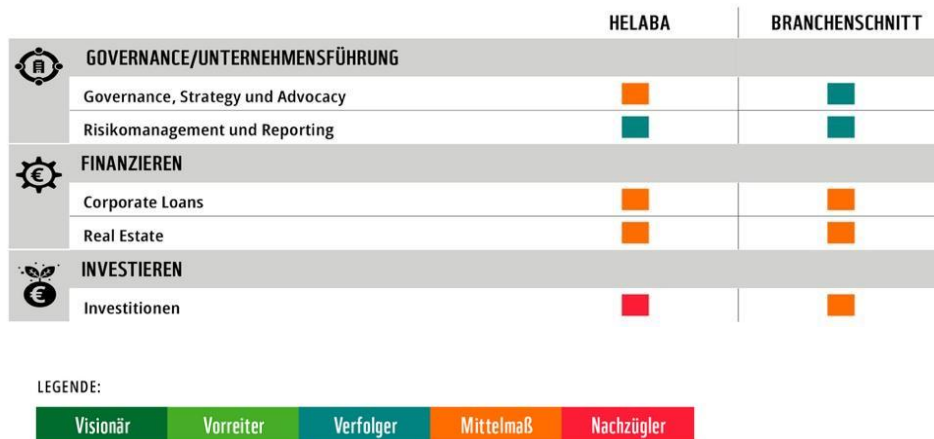 HELABA BRANCHENSCHNITT
GOVERNANCE/UNTERNEHMENSFÜHRUNG
Governance, Strategy und Advocacy
Risikomanagement und Reporting
€ FINANZIEREN
Corporate Loans
Real Estate
INVESTIEREN
€
Investitionen
LEGENDE:
Visionär Vorreiter Verfolger Mittelmaß Nachzügler